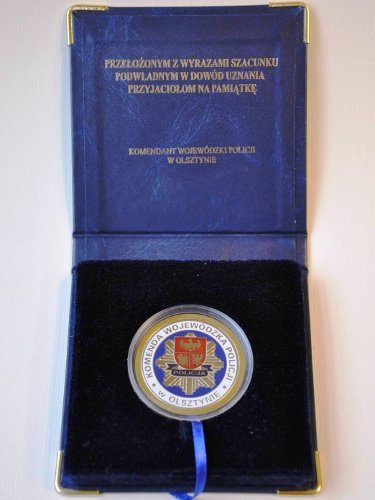 PRZEŁOŻONYM Z WYRAZAMI SZACUNKU
PODWŁADNYM W DOWÓD UZNANIA
PRZYJACIOŁOM NA PAMIĄTKĘ
KOMENDANT WOJEWÓDZKI POLICJI
W OLSZTYNIE
KOMENDA WOJEWÓDZKA POLICJI
POLICJA
w OLSZTYNIE